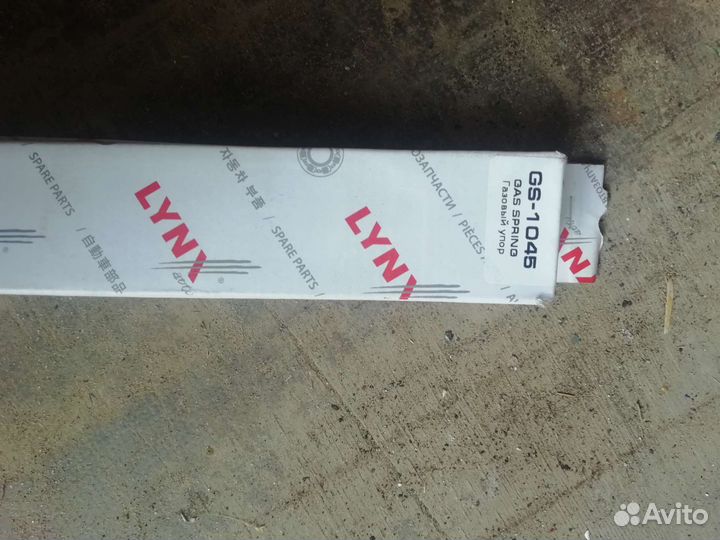 GS-1045
GAS SPRING
Газовый упор
SPARE PARTS
/ 自動車部品
LYNX
자동차 부품
/ SPARE PARTS /
LYNX
ЗАПЧАСТИ / PIÈCES
LYNX
Avito